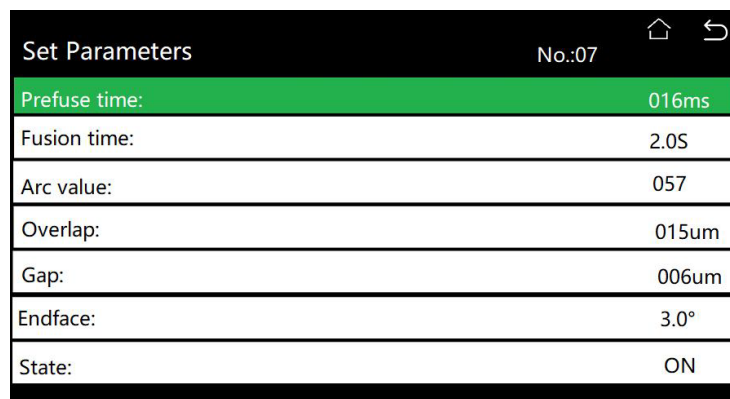 Set Parameters No.:07
Prefuse time: 016ms
Fusion time: 2.0S
Arc value: 057
Overlap: 015um
Gap: 006um
Endface: 3.0°
State: ON